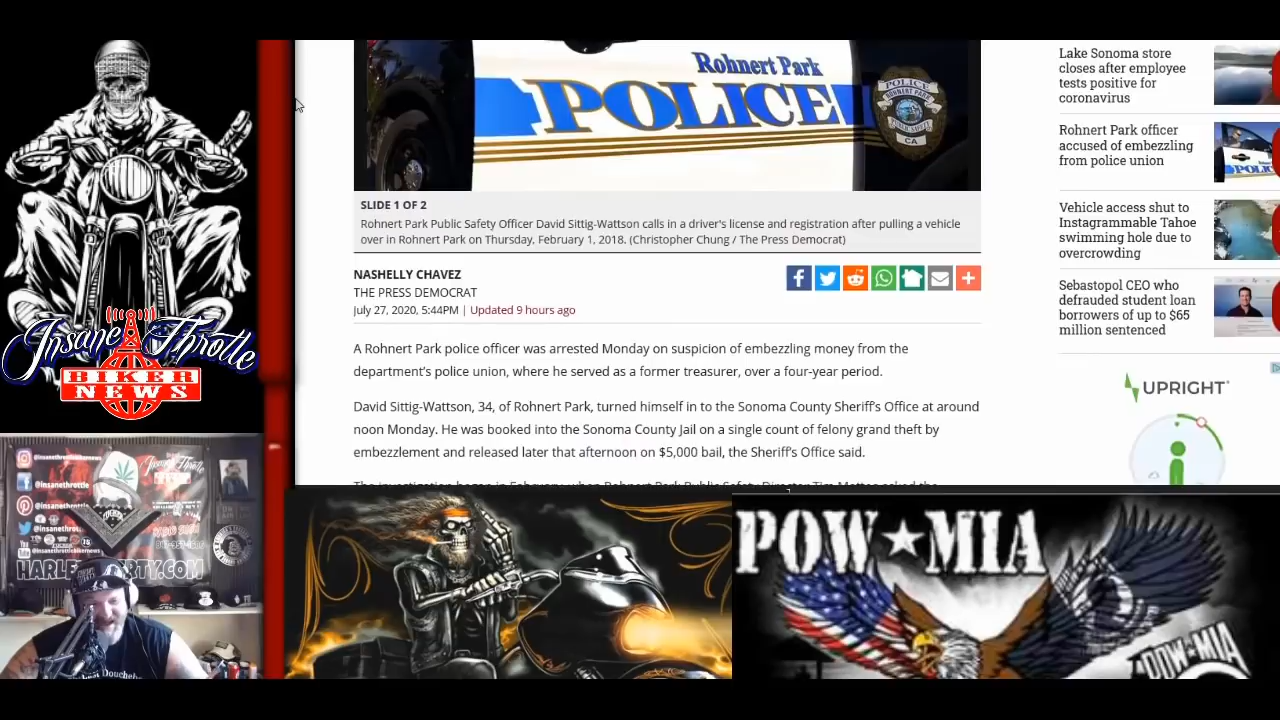 Rohnert Park
POLICE
POLICE
ROHNERT PARK
CA
SLIDE 1 OF 2
Rohnert Park Public Safety Officer David Sittig-Wattson calls in a driver's license and registration after pulling a vehicle
over in Rohnert Park on Thursday, February 1, 2018. (Christopher Chung / The Press Democrat)
NASHELLY CHAVEZ
THE PRESS DEMOCRAT
July 27, 2020, 5:44PM | Updated 9 hours ago
A Rohnert Park police officer was arrested Monday on suspicion of embezzling money from the
department's police union, where he served as a former treasurer, over a four-year period.
David Sittig-Wattson, 34, of Rohnert Park, turned himself in to the Sonoma County Sheriff's Office at around
noon Monday. He was booked into the Sonoma County Jail on a single count of felony grand theft by
embezzlement and released later that afternoon on $5,000 bail, the Sheriff's Office said.
Lake Sonoma store
closes after employee
tests positive for
coronavirus
Rohnert Park officer
accused of embezzling
from police union
Vehicle access shut to
Instagrammable Tahoe
swimming hole due to
overcrowding
Sebastopol CEO who
defrauded student loan
borrowers of up to $65
million sentenced
UPRIGHT
Insane Throttle
BIKER
NEWS
@insanethrottle
HARLE
RTY.COM
POW★MIA
POW-MIA